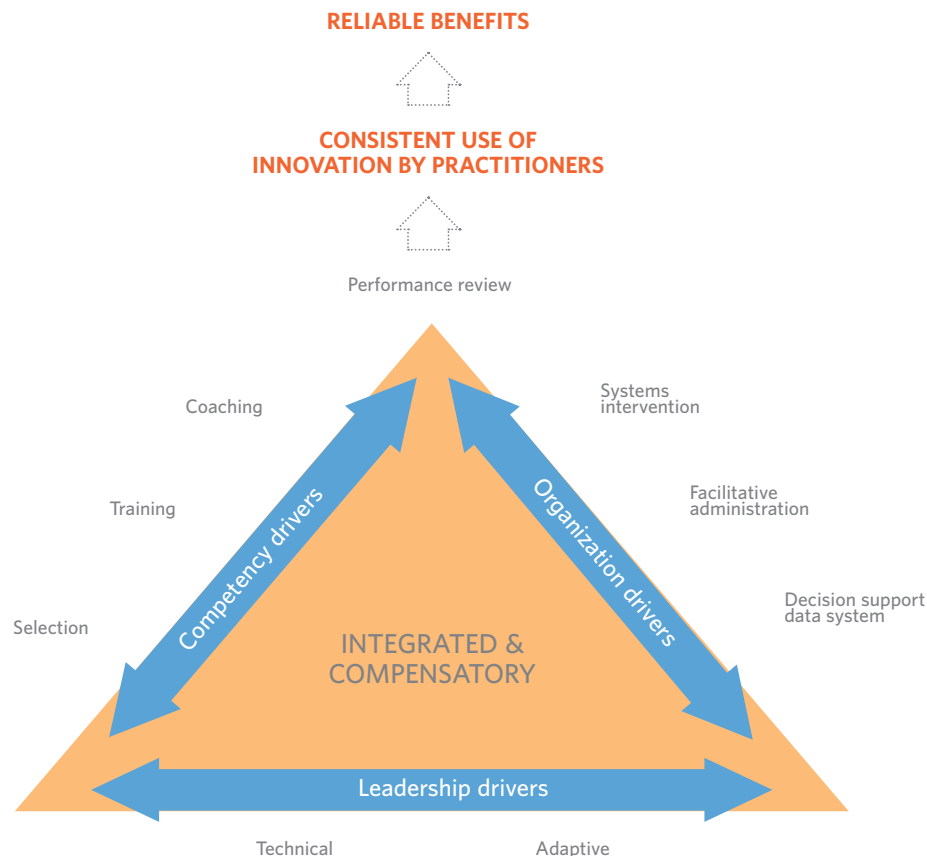 RELIABLE BENEFITS
CONSISTENT USE OF
INNOVATION BY PRACTITIONERS
Performance review
Coaching
Systems
intervention
Training
Facilitative
administration
Selection
Decision support
data system
Competency drivers
Organization drivers
INTEGRATED &
COMPENSATORY
Leadership drivers
Technical
Adaptive